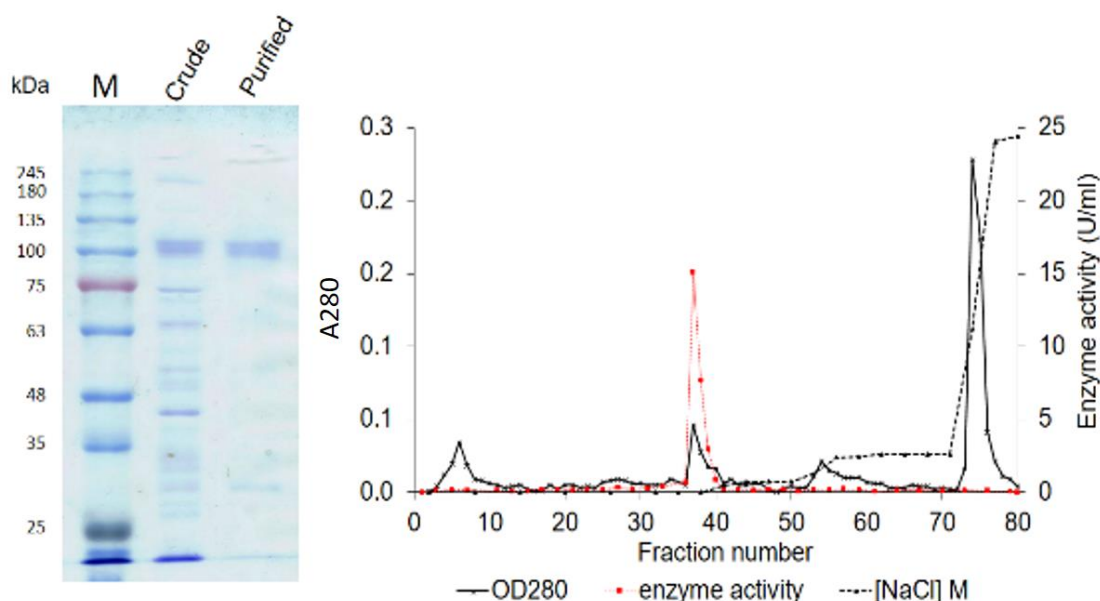 kDa
M
Crude
Purified
745
180
135
100
75
63
48
35
25
A280
0.3
0.2
0.2
0.1
0.1
0.0
0 10 20 30 40 50 60 70 80
Fraction number
25
20
15
10
5
0
Enzyme activity (U/ml)
OD280 enzyme activity [NaCl] M